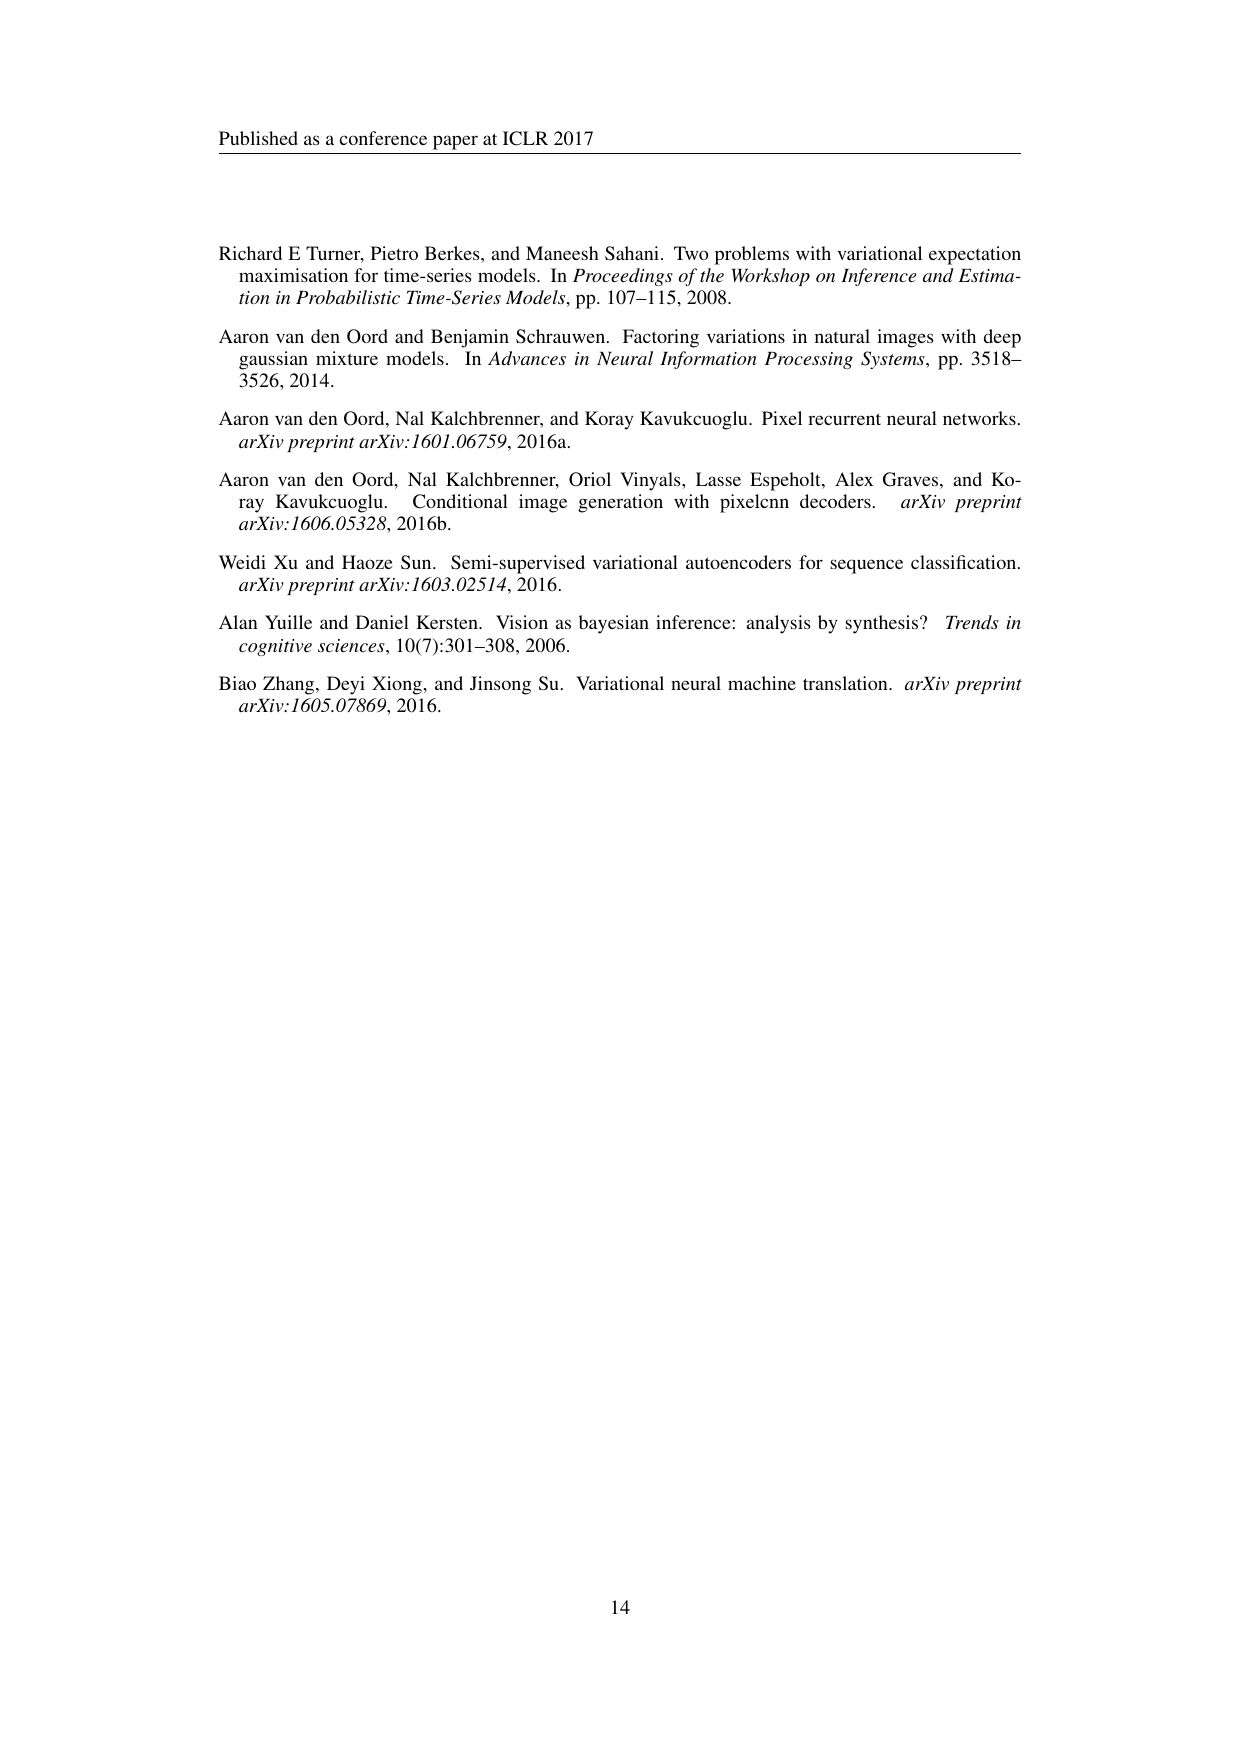 Published as a conference paper at ICLR 2017
Richard E Turner, Pietro Berkes, and Maneesh Sahani. Two problems with variational expectation
maximisation for time-series models. In Proceedings of the Workshop on Inference and Estima-
tion in Probabilistic Time-Series Models, pp. 107–115, 2008.
Aaron van den Oord and Benjamin Schrauwen. Factoring variations in natural images with deep
gaussian mixture models. In Advances in Neural Information Processing Systems, pp. 3518–
3526, 2014.
Aaron van den Oord, Nal Kalchbrenner, and Koray Kavukcuoglu. Pixel recurrent neural networks.
arXiv preprint arXiv:1601.06759, 2016a.
Aaron van den Oord, Nal Kalchbrenner, Oriol Vinyals, Lasse Espeholt, Alex Graves, and Ko-
ray Kavukcuoglu. Conditional image generation with pixelcnn decoders. arXiv preprint
arXiv:1606.05328, 2016b.
Weidi Xu and Haoze Sun. Semi-supervised variational autoencoders for sequence classification.
arXiv preprint arXiv:1603.02514, 2016.
Alan Yuille and Daniel Kersten. Vision as bayesian inference: analysis by synthesis? Trends in
cognitive sciences, 10(7):301–308, 2006.
Biao Zhang, Deyi Xiong, and Jinsong Su. Variational neural machine translation. arXiv preprint
arXiv:1605.07869, 2016.
14